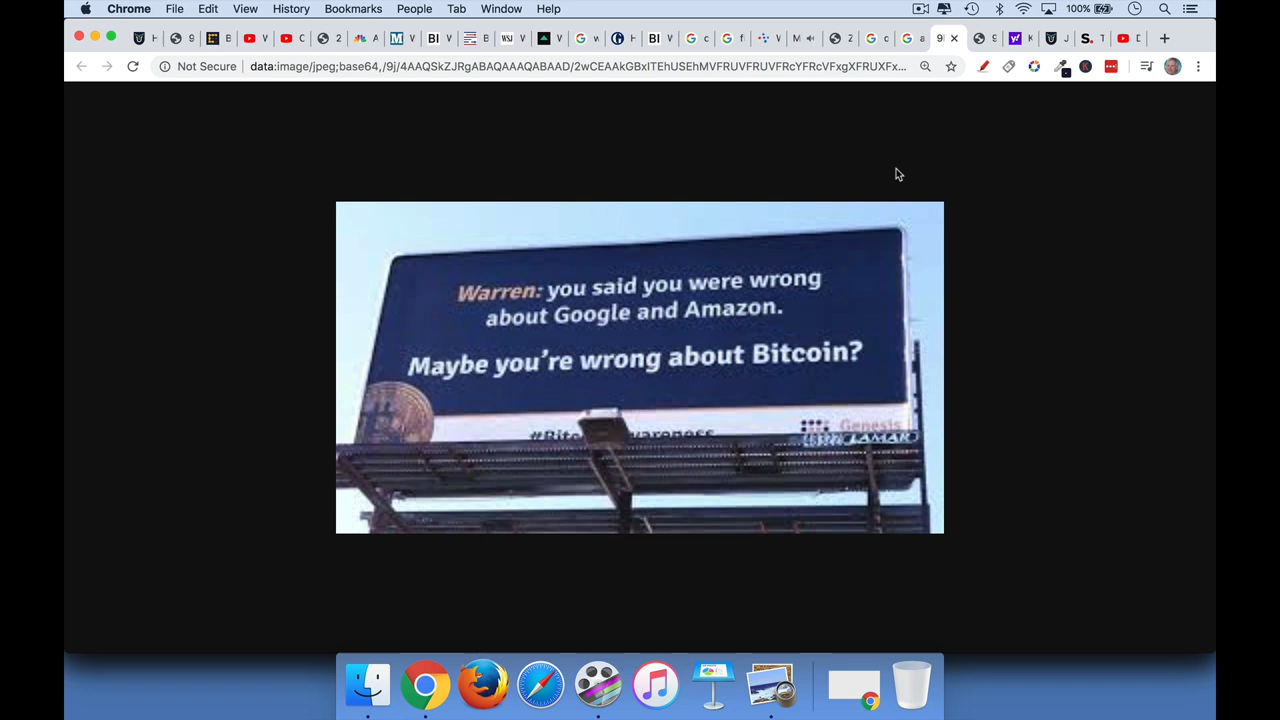 Chrome File Edit View History Bookmarks People Tab Window Help 100%
Not Secure data:image/jpeg;base64,/9j/4AAQSkZJRgABAQAAAQABAAD/2wCEAAkGBxITEhUSEhMVFRUVFRUVFRcYFRcVFxgXFRUXFx...
Warren: you said you were wrong
about Google and Amazon.
Maybe you're wrong about Bitcoin?
Genesis
LAMAR